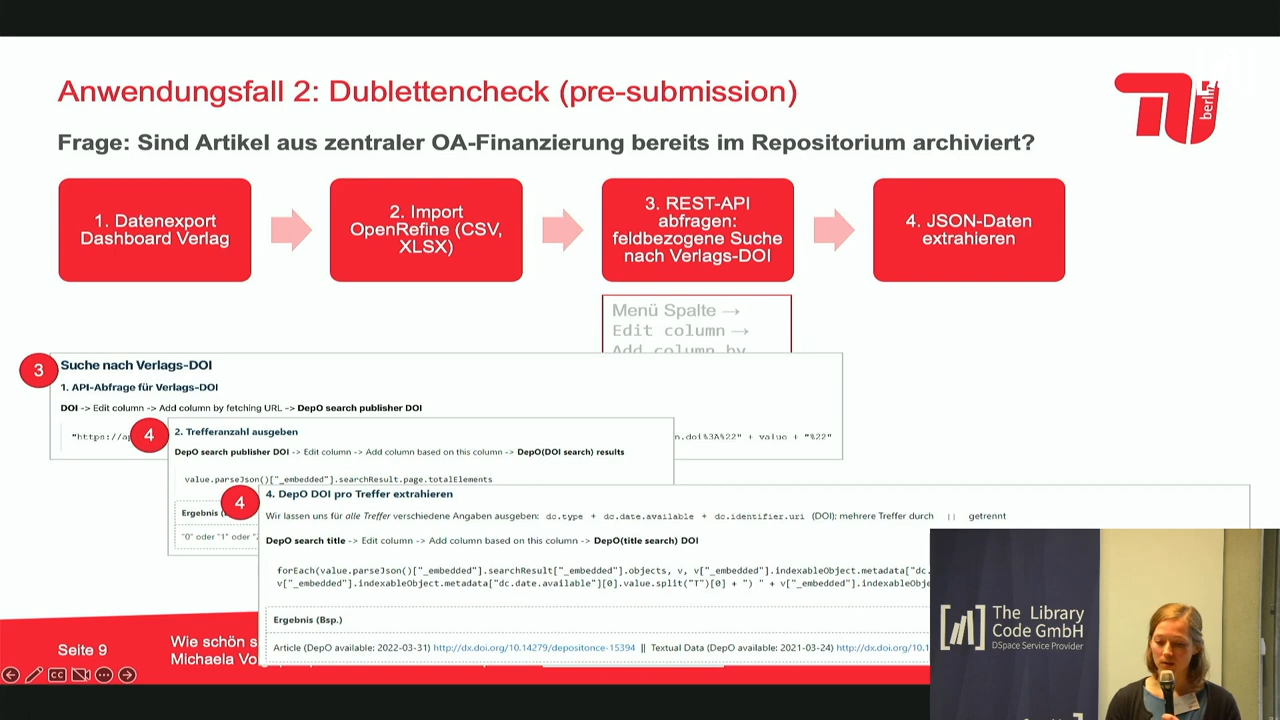 Anwendungsfall 2: Dublettencheck (pre-submission)
berlin
Frage: Sind Artikel aus zentraler OA-Finanzierung bereits im Repositorium archiviert?
1. Datenexport
Dashboard Verlag
2. Import
OpenRefine (CSV,
XLSX)
3. REST-API
abfragen:
feldbezogene Suche
nach Verlags-DOI
4. JSON-Daten
extrahieren
Menü Spalte →
Edit column →
Add column by
3
Suche nach Verlags-DOI
1. API-Abfrage für Verlags-DOI
DOI -> Edit column -> Add column by fetching URL -> DepO search publisher DOI
"https://ap
n.doi%3A%22" + value + "%22"
4
2. Trefferanzahl ausgeben
DepO search publisher DOI -> Edit column -> Add column based on this column -> DepO(DOI search) results
value.parseJson()["_embedded"].searchResult.page.totalElements
Ergebnis (
"0" oder "1" oder "
4
4. DepO DOI pro Treffer extrahieren
Wir lassen uns für alle Treffer verschiedene Angaben ausgeben: dc.type + dc.date.available + dc.identifier.uri (DOI); mehrere Treffer durch || getrennt
DepO search title -> Edit column -> Add column based on this column -> DepO(title search) DOI
forEach(value.parseJson()["_embedded"].searchResult["_embedded"].objects, v, v["_embedded"].indexableObject.metadata["dc.
v["_embedded"].indexableObject.metadata["dc.date.available"][0].value.split("T")[0] + ") " + v["_embedded"].indexableObje
Ergebnis (Bsp.)
Article (DepO available: 2022-03-31) http://dx.doi.org/10.14279/depositonce-15394 || Textual Data (DepO available: 2021-03-24) http://dx.doi.org/10.1
Seite 9
Wie schön s
Michaela Vo
CC
The Library
Code GmbH
DSpace Service Provider